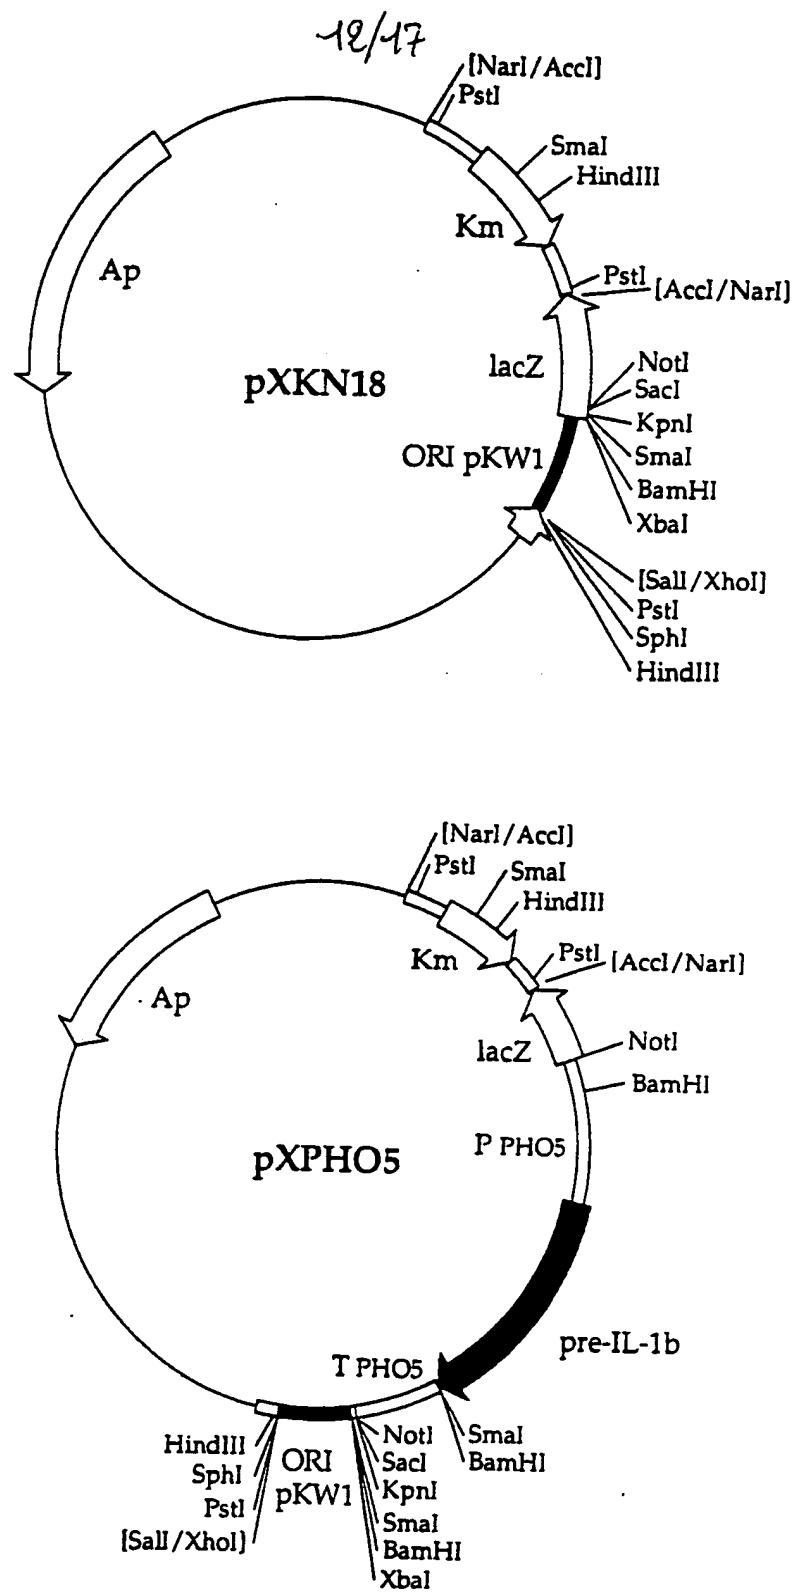 12/17
[NarI/AccI]
PstI
SmaI
HindIII
Km
Ap
PstI
[AccI/NarI]
lacZ
NotI
pXKN18
SacI
KpnI
ORI pKW1
SmaI
BamHI
XbaI
[SalI/XhoI]
PstI
SphI
HindIII
[NarI/AccI]
PstI
SmaI
HindIII
Km
PstI
[AccI/NarI]
Ap
lacZ
NotI
BamHI
P PHO5
pXPHO5
pre-IL-1b
T PHO5
HindIII
SphI
PstI
[SalI/XhoI]
ORI
pKW1
NotI
SacI
KpnI
SmaI
BamHI
XbaI
SmaI
BamHI